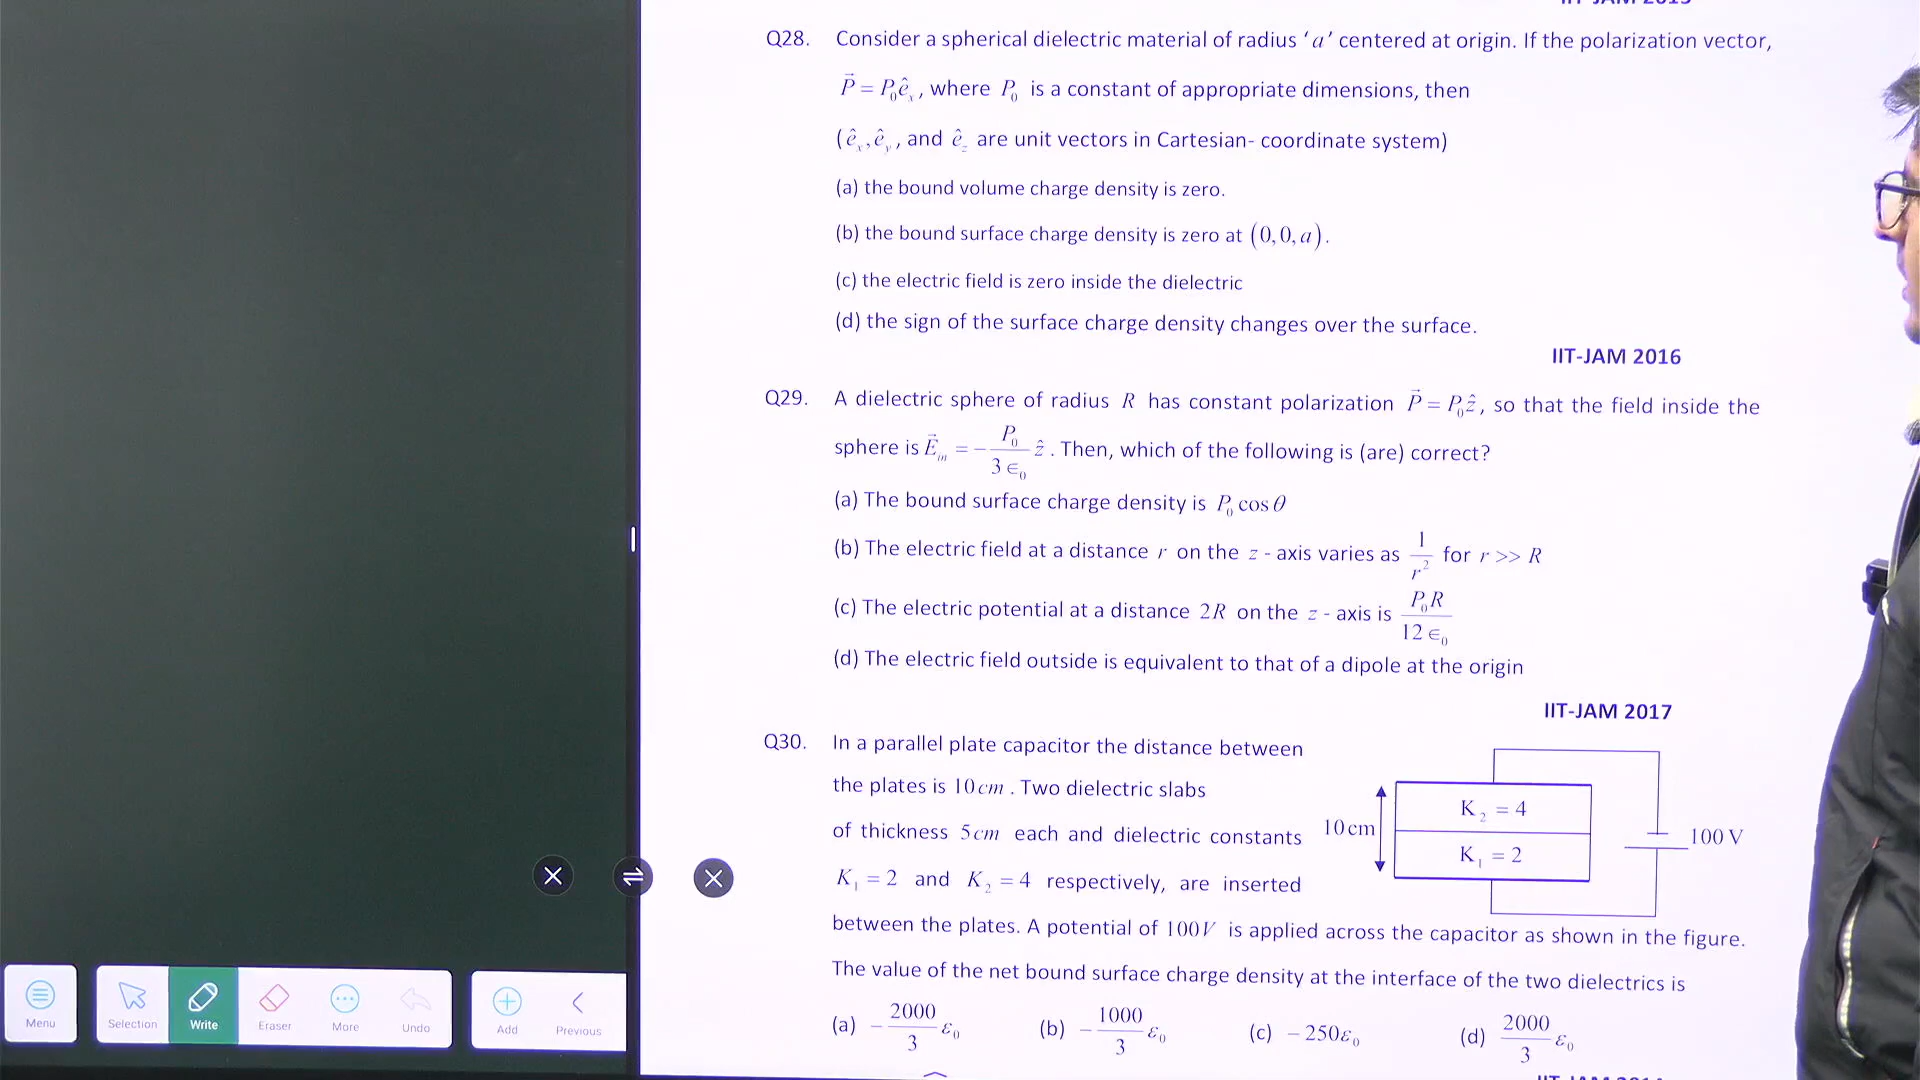 Q28. Consider a spherical dielectric material of radius ‘a’ centered at origin. If the polarization vector,
P⃗ = P₀êₓ, where P₀ is a constant of appropriate dimensions, then
(êₓ, êᵧ, and ê_z are unit vectors in Cartesian- coordinate system)
(a) the bound volume charge density is zero.
(b) the bound surface charge density is zero at (0,0,a).
(c) the electric field is zero inside the dielectric
(d) the sign of the surface charge density changes over the surface.
IIT-JAM 2016
Q29. A dielectric sphere of radius R has constant polarization P⃗ = P₀ẑ, so that the field inside the
sphere is E⃗_in = − P₀/3∈₀ ẑ. Then, which of the following is (are) correct?
(a) The bound surface charge density is P₀ cos θ
(b) The electric field at a distance r on the z - axis varies as 1/r² for r >> R
(c) The electric potential at a distance 2R on the z - axis is P₀R/12∈₀
(d) The electric field outside is equivalent to that of a dipole at the origin
IIT-JAM 2017
Q30. In a parallel plate capacitor the distance between
the plates is 10cm. Two dielectric slabs
of thickness 5cm each and dielectric constants
K₁ = 2 and K₂ = 4 respectively, are inserted
between the plates. A potential of 100V is applied across the capacitor as shown in the figure.
The value of the net bound surface charge density at the interface of the two dielectrics is
(a) − 2000/3 ε₀ (b) − 1000/3 ε₀ (c) − 250ε₀ (d) 2000/3 ε₀
10cm
K₂ = 4
K₁ = 2
100 V
Menu
Selection
Write
Eraser
More
Undo
Add
Previous